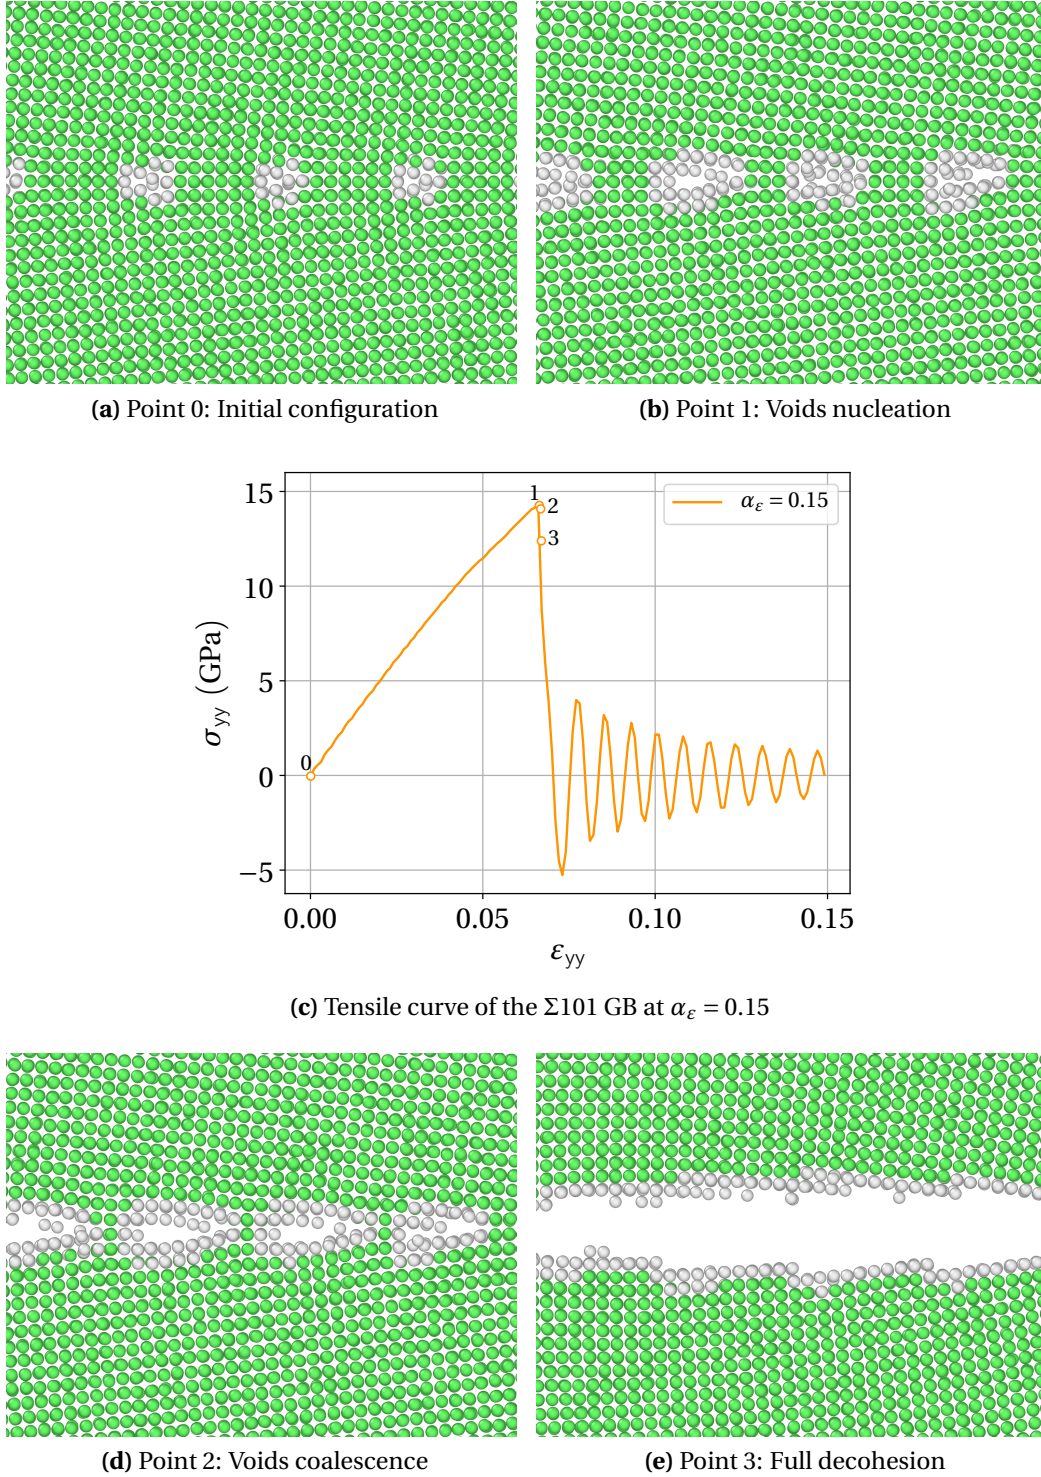 (a) Point 0: Initial configuration
(b) Point 1: Voids nucleation
15
10
5
0
−5
σyy (GPa)
0
1
2
3
αε = 0.15
0.00
0.05
0.10
0.15
εyy
(c) Tensile curve of the Σ101 GB at αε = 0.15
(d) Point 2: Voids coalescence
(e) Point 3: Full decohesion